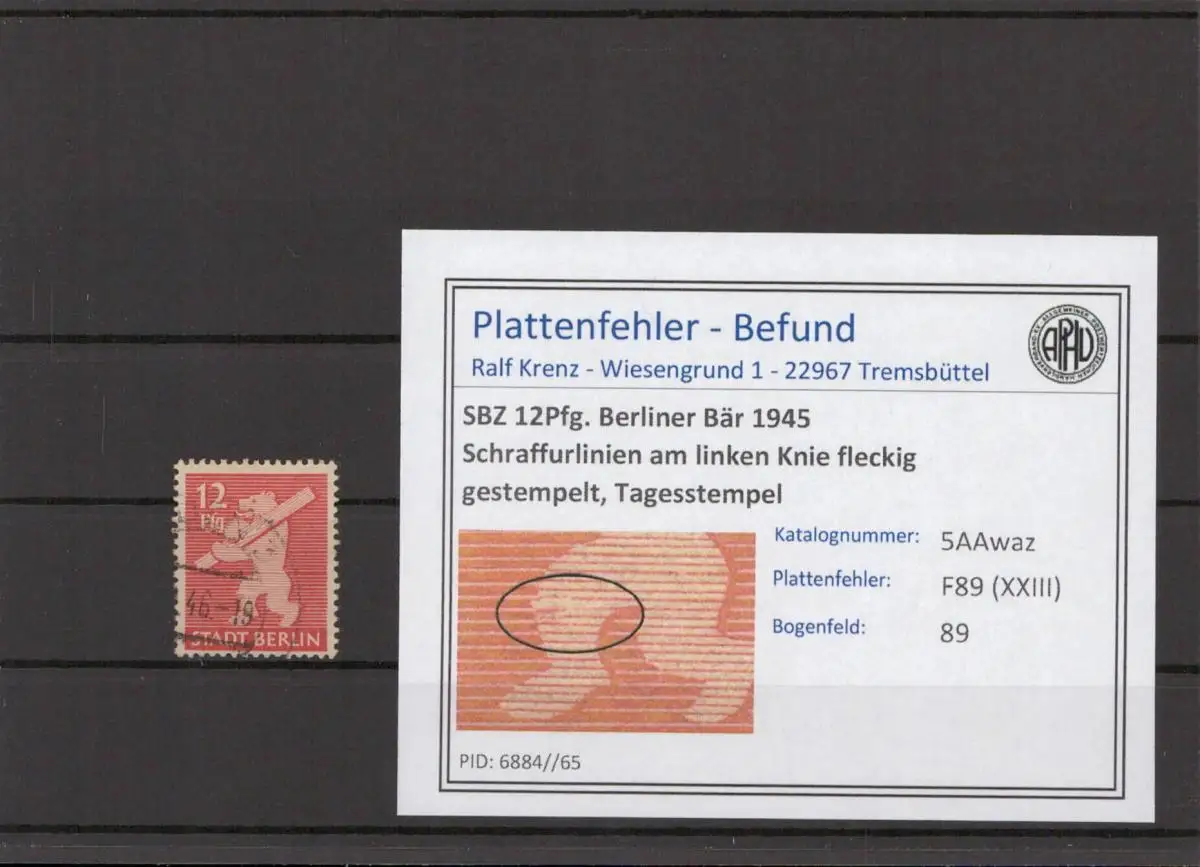 12
Pfg
46.-18
STADT BERLIN
Plattenfehler - Befund
Ralf Krenz - Wiesengrund 1 - 22967 Tremsbüttel
APHV
SBZ 12Pfg. Berliner Bär 1945
Schraffurlinien am linken Knie fleckig
gestempelt, Tagesstempel
Katalognummer: 5AAwaz
Plattenfehler: F89 (XXIII)
Bogenfeld: 89
PID: 6884//65